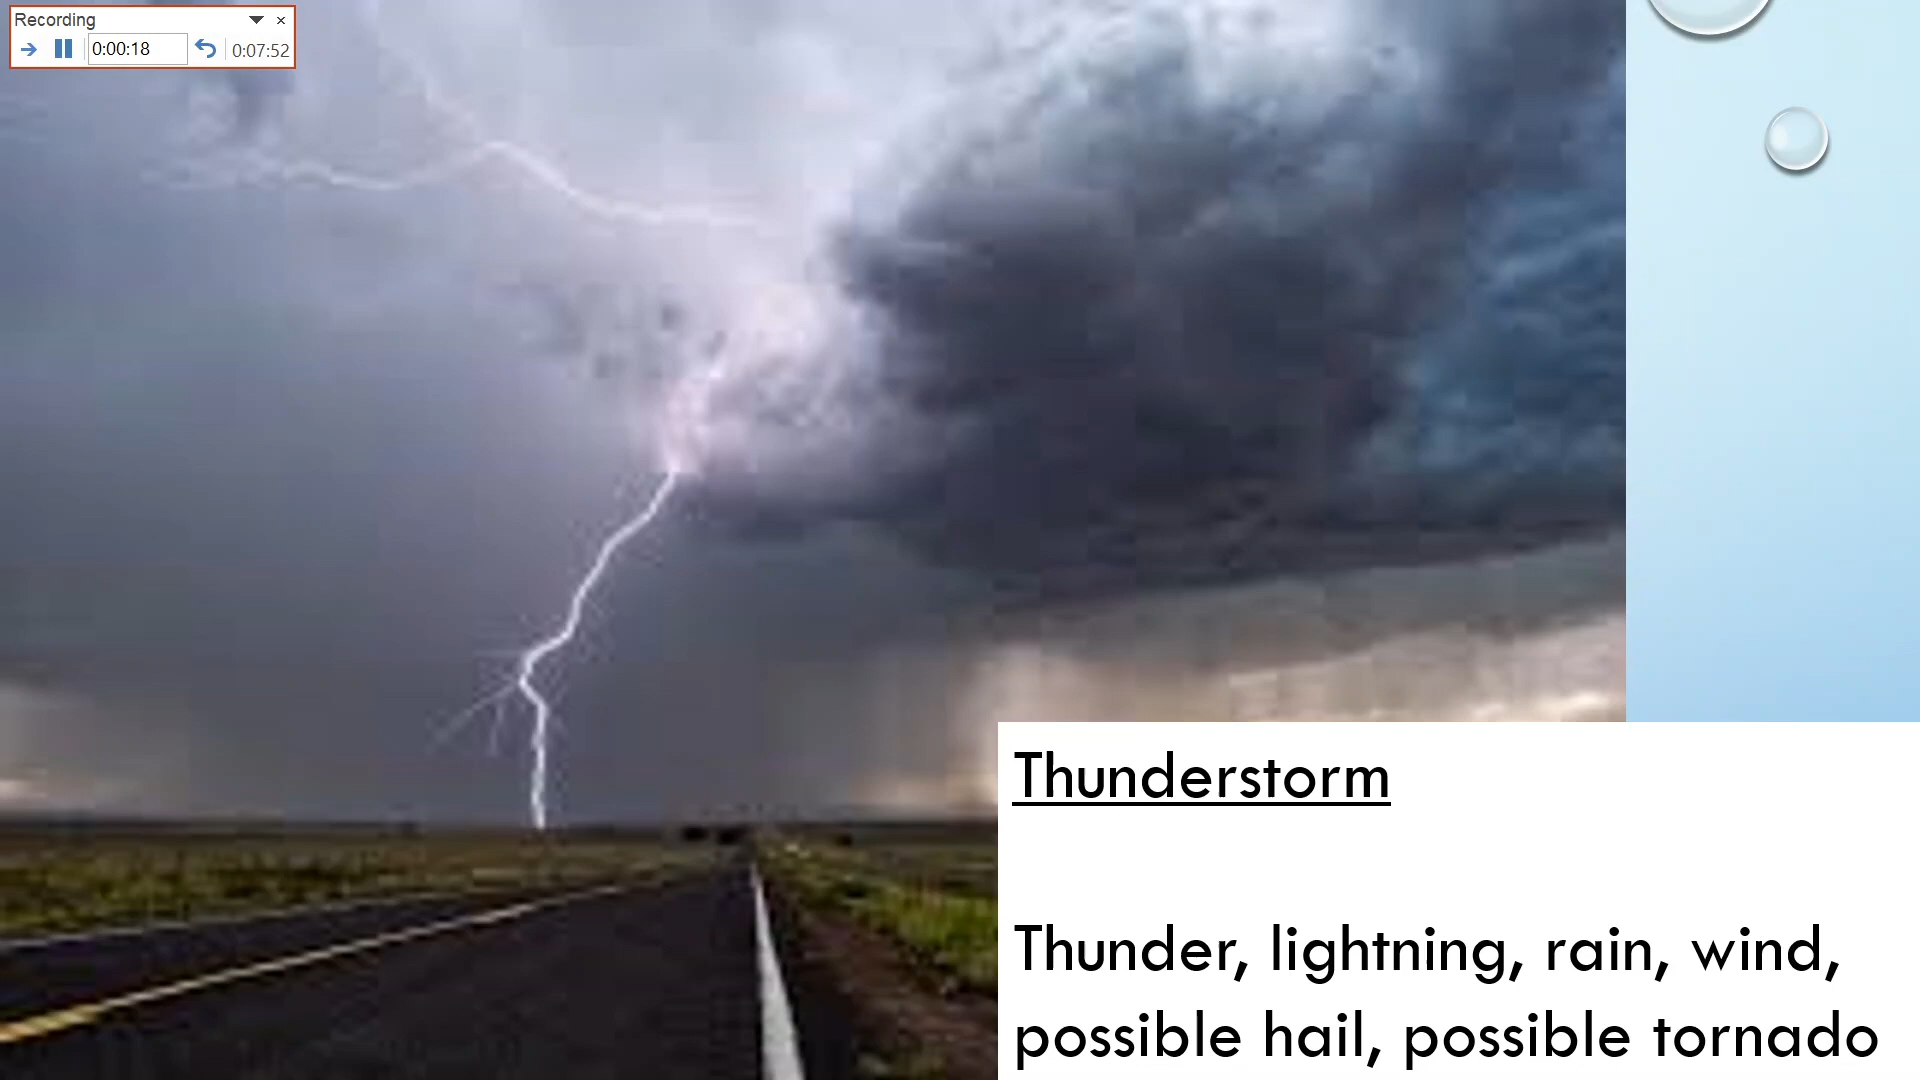 Recording
0:00:18 0:07:52
Thunderstorm
Thunder, lightning, rain, wind,
possible hail, possible tornado